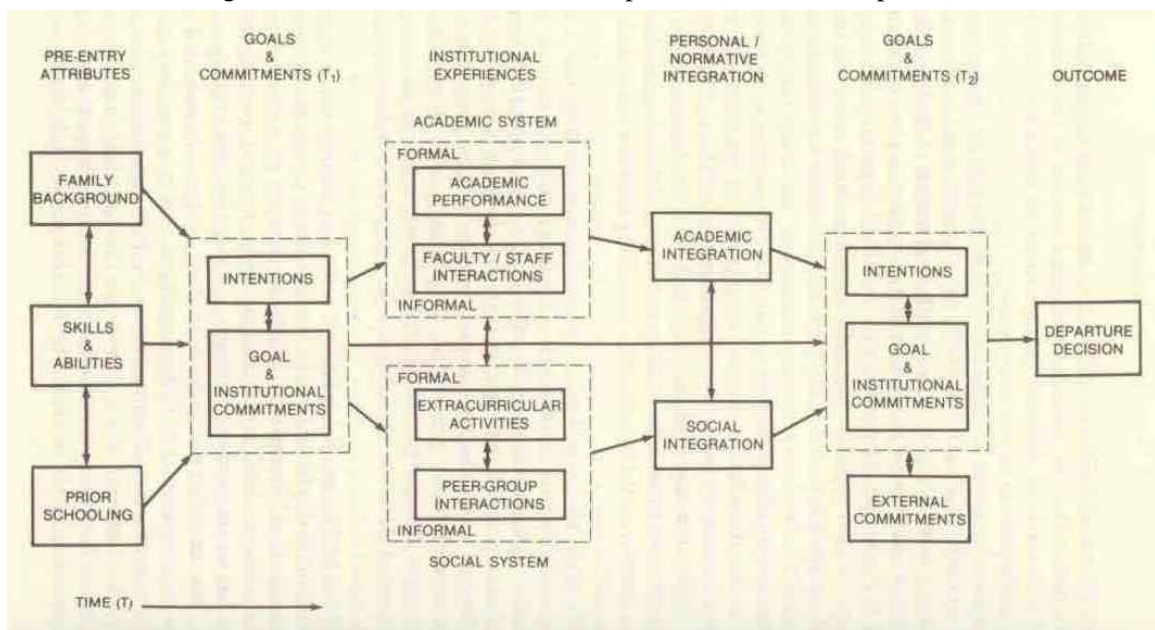 PRE-ENTRY
ATTRIBUTES
GOALS
&
COMMITMENTS (T₁)
INSTITUTIONAL
EXPERIENCES
PERSONAL /
NORMATIVE
INTEGRATION
GOALS
&
COMMITMENTS (T₂)
OUTCOME
FAMILY
BACKGROUND
SKILLS
&
ABILITIES
PRIOR
SCHOOLING
INTENTIONS
GOAL
&
INSTITUTIONAL
COMMITMENTS
ACADEMIC SYSTEM
FORMAL
ACADEMIC
PERFORMANCE
FACULTY / STAFF
INTERACTIONS
INFORMAL
FORMAL
EXTRACURRICULAR
ACTIVITIES
PEER-GROUP
INTERACTIONS
INFORMAL
SOCIAL SYSTEM
ACADEMIC
INTEGRATION
SOCIAL
INTEGRATION
INTENTIONS
GOAL
&
INSTITUTIONAL
COMMITMENTS
EXTERNAL
COMMITMENTS
DEPARTURE
DECISION
TIME (T)